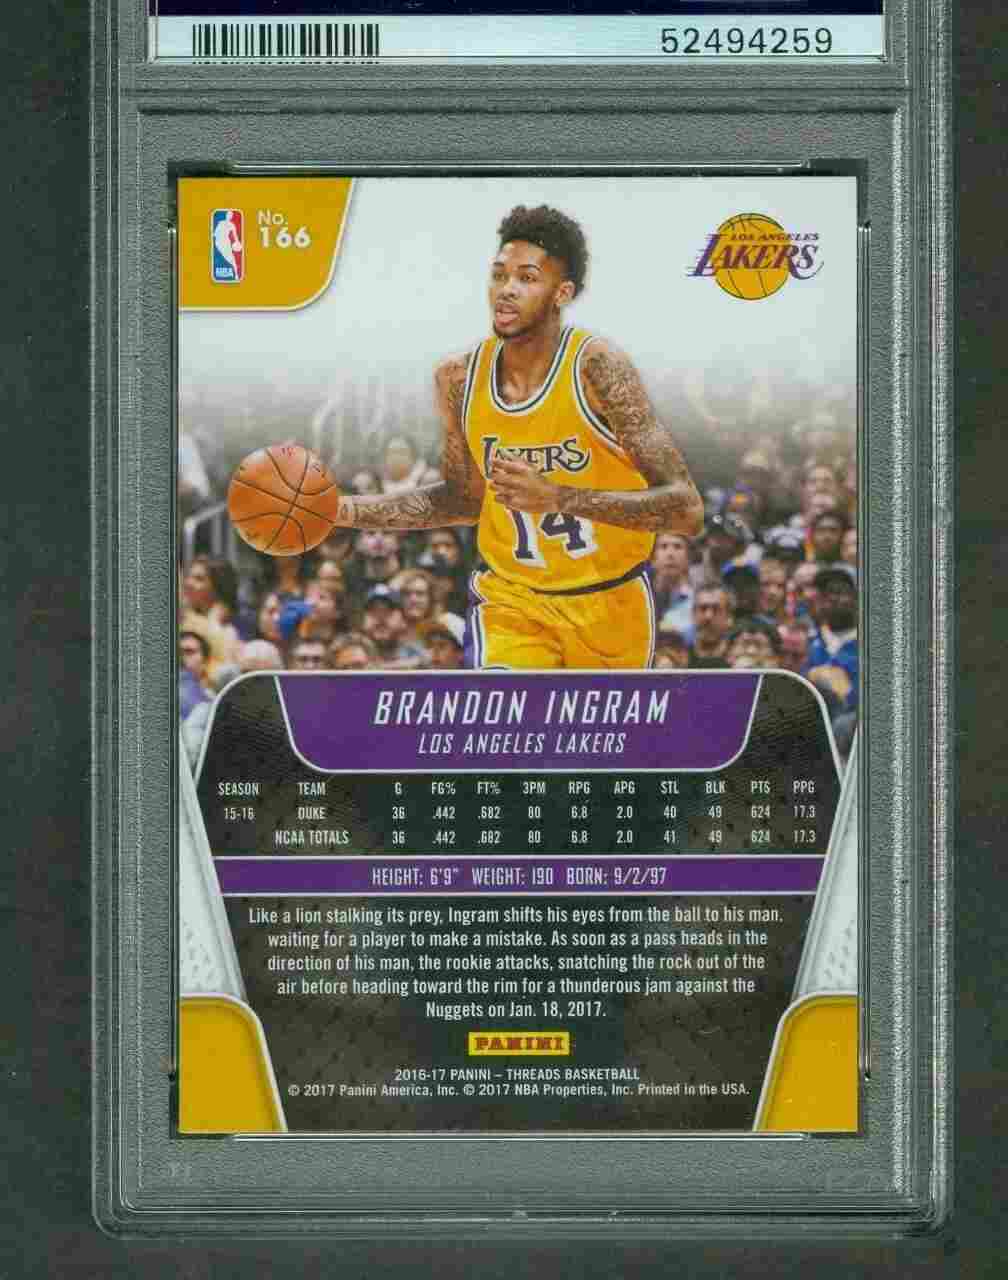 52494259
No.
166
NBA
LOS ANGELES
LAKERS
LAKERS
14
BRANDON INGRAM
LOS ANGELES LAKERS
SEASON TEAM G FG% FT% 3PM RPG APG STL BLK PTS PPG
15-16 DUKE 36 .442 .682 80 6.8 2.0 40 49 624 17.3
NCAA TOTALS 36 .442 .682 80 6.8 2.0 41 49 624 17.3
HEIGHT: 6'9" WEIGHT: 190 BORN: 9/2/97
Like a lion stalking its prey, Ingram shifts his eyes from the ball to his man,
waiting for a player to make a mistake. As soon as a pass heads in the
direction of his man, the rookie attacks, snatching the rock out of the
air before heading toward the rim for a thunderous jam against the
Nuggets on Jan. 18, 2017.
PANINI
2016-17 PANINI – THREADS BASKETBALL
© 2017 Panini America, Inc. © 2017 NBA Properties, Inc. Printed in the USA.